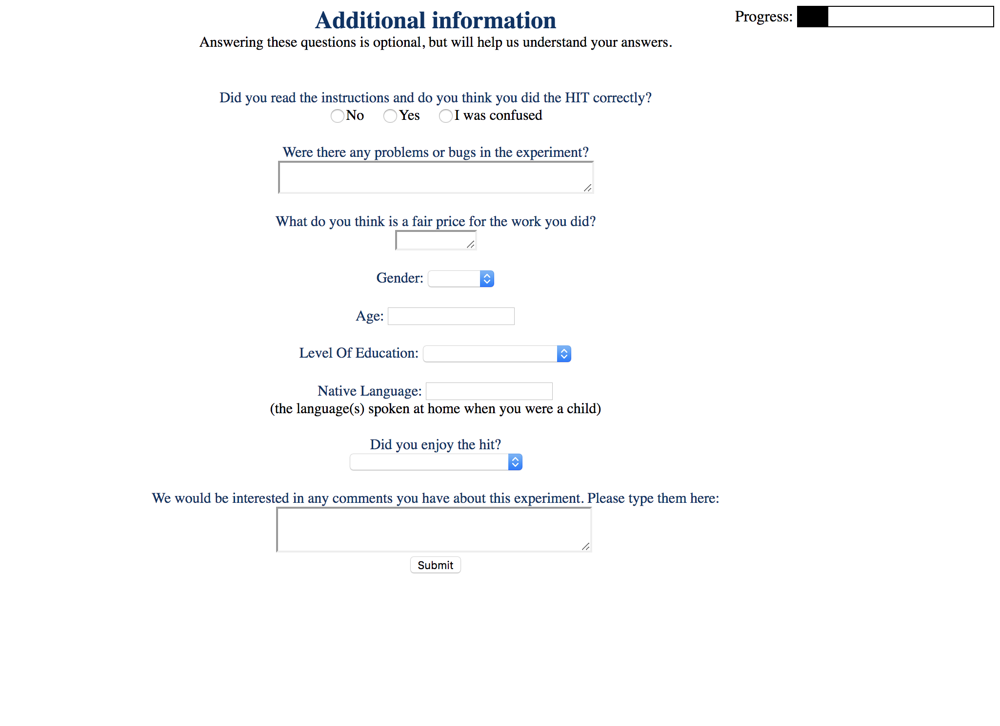 Additional information
Progress:
Answering these questions is optional, but will help us understand your answers.
Did you read the instructions and do you think you did the HIT correctly?
No Yes I was confused
Were there any problems or bugs in the experiment?
What do you think is a fair price for the work you did?
Gender:
Age:
Level Of Education:
Native Language:
(the language(s) spoken at home when you were a child)
Did you enjoy the hit?
We would be interested in any comments you have about this experiment. Please type them here:
Submit